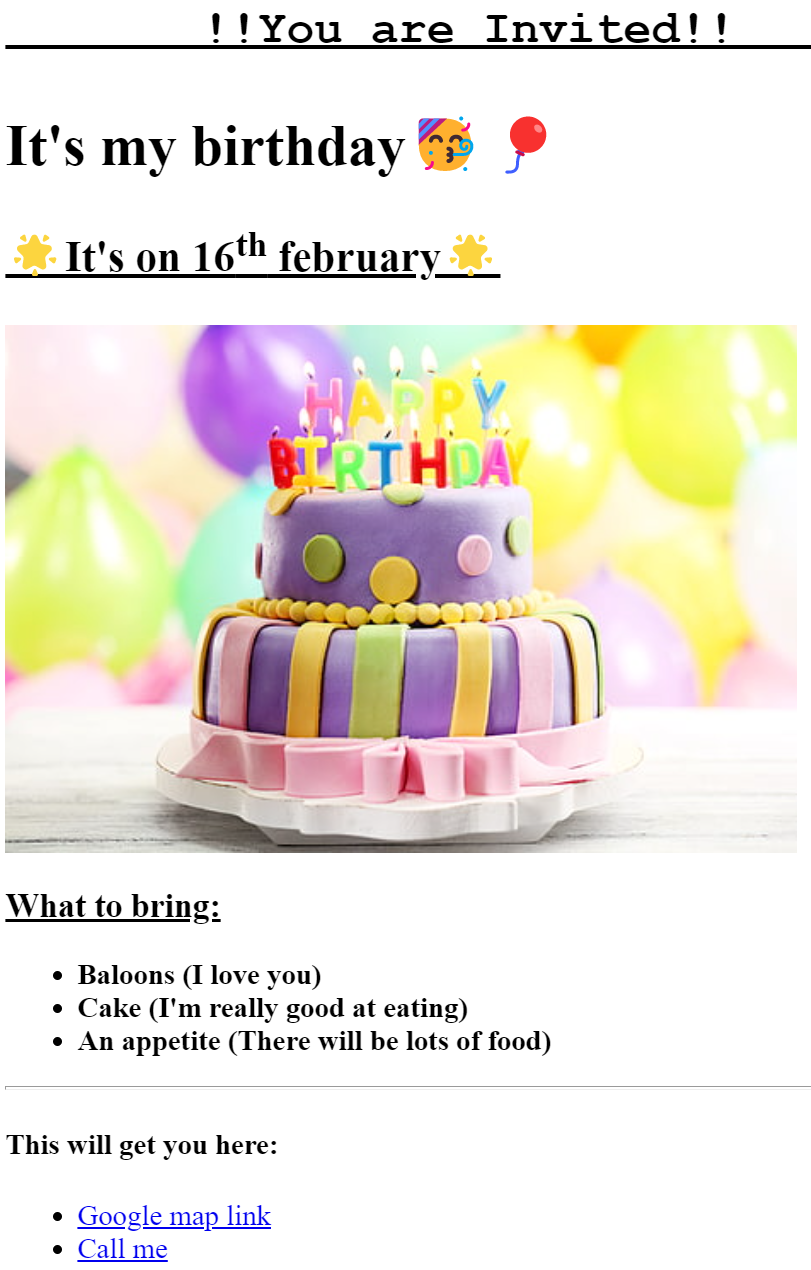 !!You are Invited!!
It's my birthday 🥳 🎈
🌟 It's on 16th february 🌟
HAPPY
BIRTHDAY
What to bring:
Baloons (I love you)
Cake (I'm really good at eating)
An appetite (There will be lots of food)
This will get you here:
Google map link
Call me